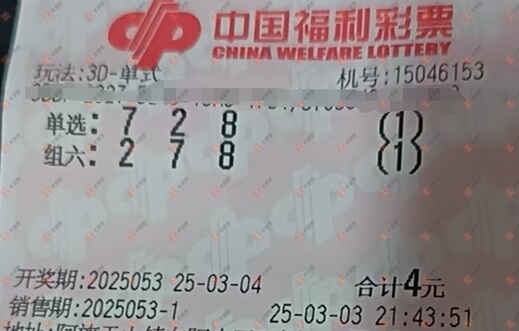 中国福利彩票
CHINA WELFARE LOTTERY
玩法:3D-单式 机号:15046153
单选: 7 2 8 (1)
组六: 2 7 8 (1)
开奖期:2025053 25-03-04 合计4元
销售期:2025053-1 25-03-03 21:43:51